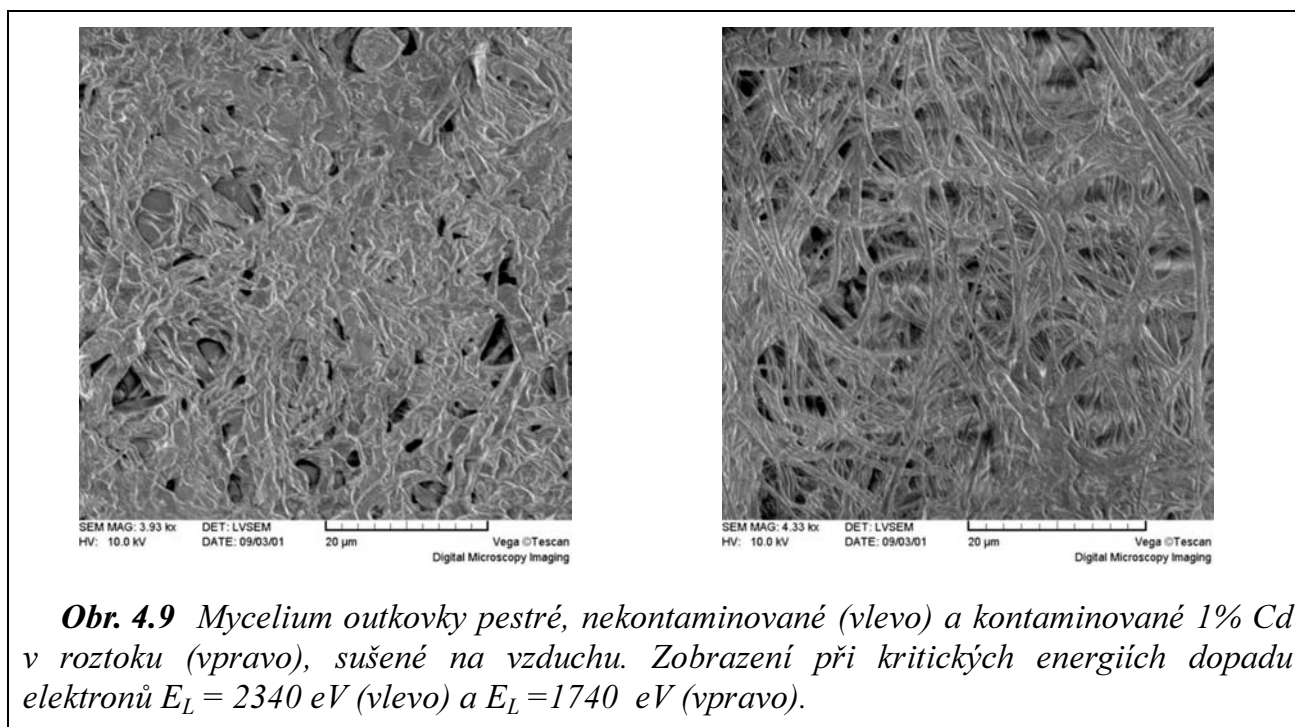 SEM MAG: 3.93 kx DET: LVSEM
HV: 10.0 kV DATE: 09/03/01 20 µm Vega ©Tescan
Digital Microscopy Imaging
SEM MAG: 4.33 kx DET: LVSEM
HV: 10.0 kV DATE: 09/03/01 20 µm Vega ©Tescan
Digital Microscopy Imaging
Obr. 4.9 Mycelium outkovky pestré, nekontaminované (vlevo) a kontaminované 1% Cd
v roztoku (vpravo), sušené na vzduchu. Zobrazení při kritických energiích dopadu
elektronů E_L = 2340 eV (vlevo) a E_L =1740 eV (vpravo).